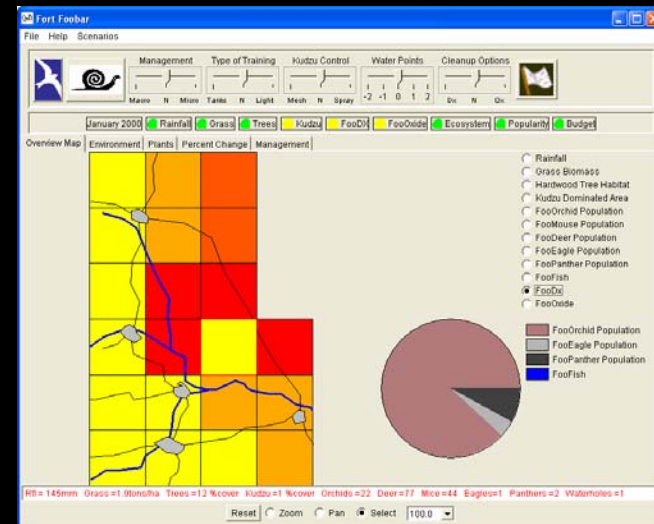 Fort Foobar
File Help Scenarios
Management Type of Training Kudzu Control Water Points Cleanup Options
Macro N Micro Tanks N Light Mech N Spray -2 -1 0 1 2 Dx N Ox
January 2000 Rainfall Grass Trees Kudzu FooDX FooOxide Ecosystem Popularity Budget
Overview Map Environment Plants Percent Change Management
Rainfall
Grass Biomass
Hardwood Tree Habitat
Kudzu Dominated Area
FooOrchid Population
FooMouse Population
FooDeer Population
FooEagle Population
FooPanther Population
FooFish
FooDx
FooOxide
FooOrchid Population
FooEagle Population
FooPanther Population
FooFish
Rfl= 145mm Grass =1.9tons/ha Trees =12 %cover Kudzu =1 %cover Orchids =22 Deer=77 Mice =44 Eagles=1 Panthers =2 Waterholes =1
Reset Zoom Pan Select 100.0